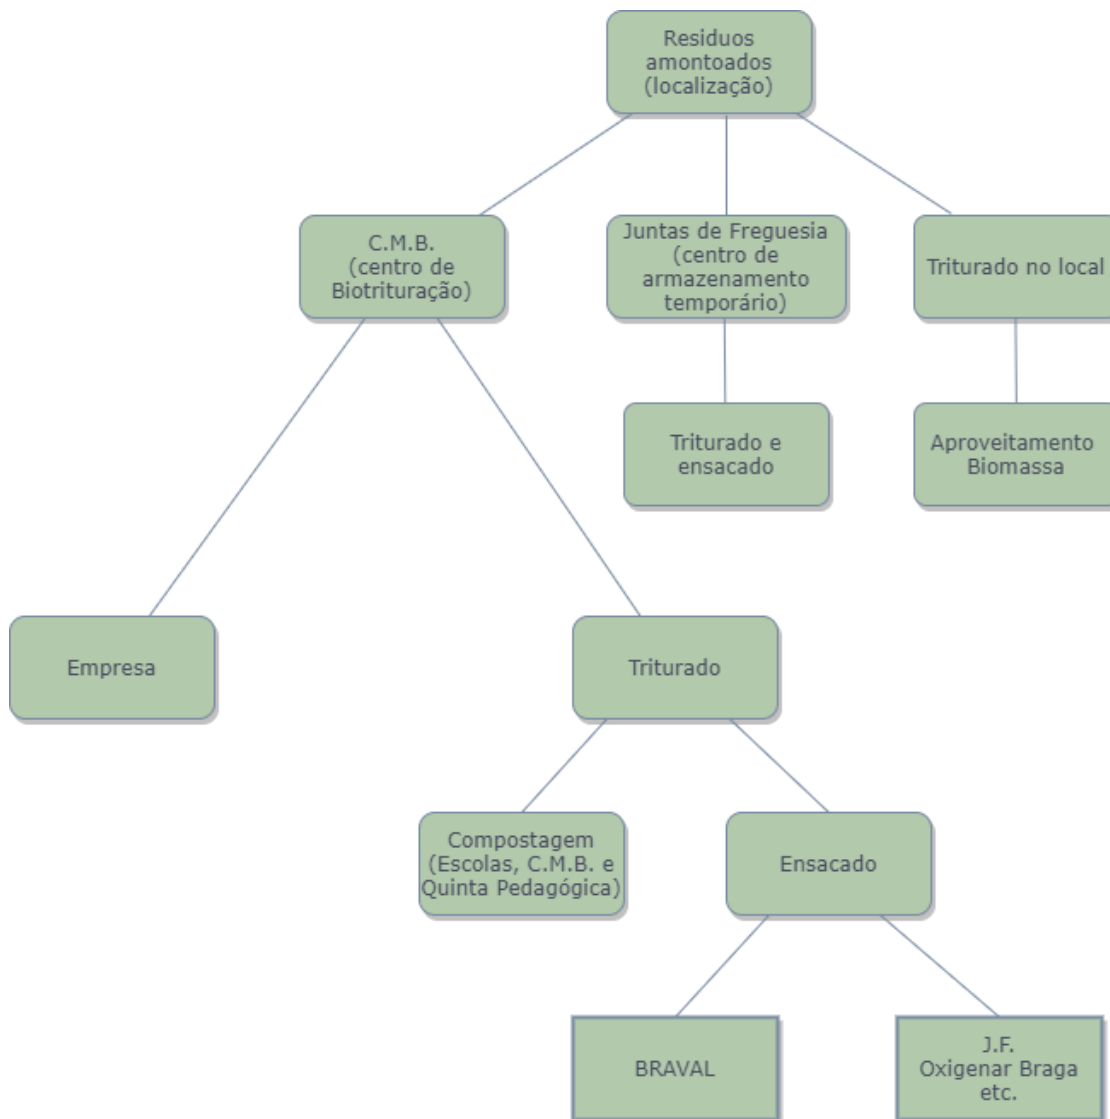 Residuos
amontoados
(localização)
C.M.B.
(centro de
Biotrituração)
Juntas de Freguesia
(centro de
armazenamento
temporário)
Triturado no local
Triturado e
ensacado
Aproveitamento
Biomassa
Empresa
Triturado
Compostagem
(Escolas, C.M.B. e
Quinta Pedagógica)
Ensacado
BRAVAL
J.F.
Oxigenar Braga
etc.